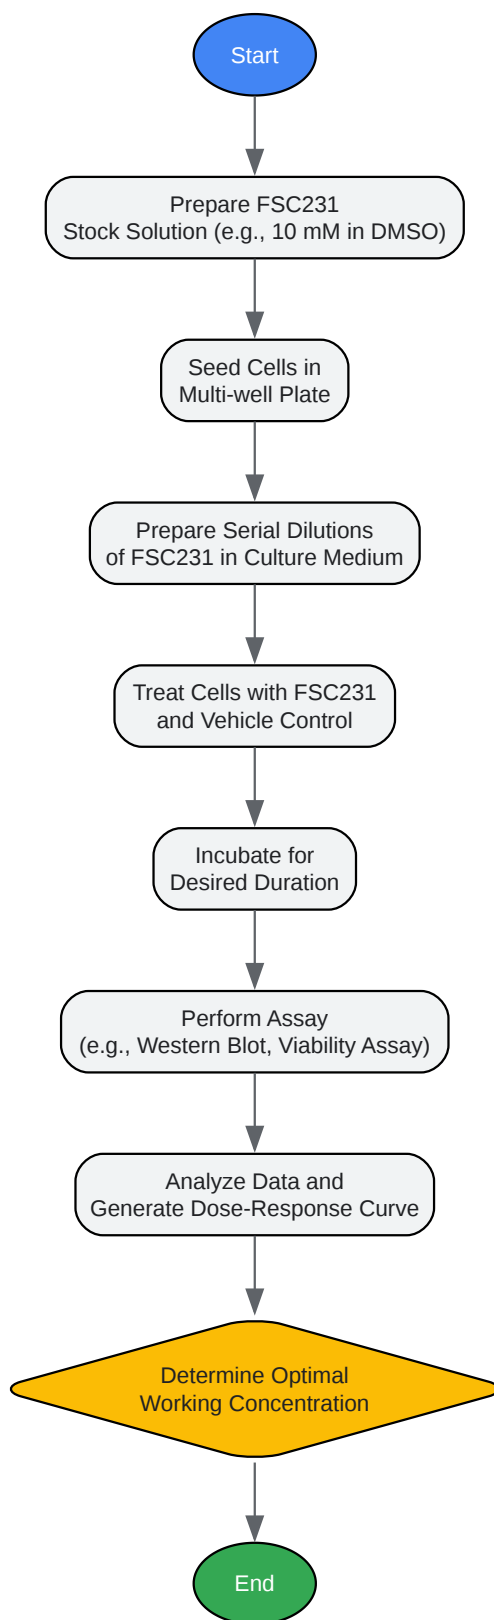 Start
Prepare FSC231
Stock Solution (e.g., 10 mM in DMSO)
Seed Cells in
Multi-well Plate
Prepare Serial Dilutions
of FSC231 in Culture Medium
Treat Cells with FSC231
and Vehicle Control
Incubate for
Desired Duration
Perform Assay
(e.g., Western Blot, Viability Assay)
Analyze Data and
Generate Dose-Response Curve
Determine Optimal
Working Concentration
End